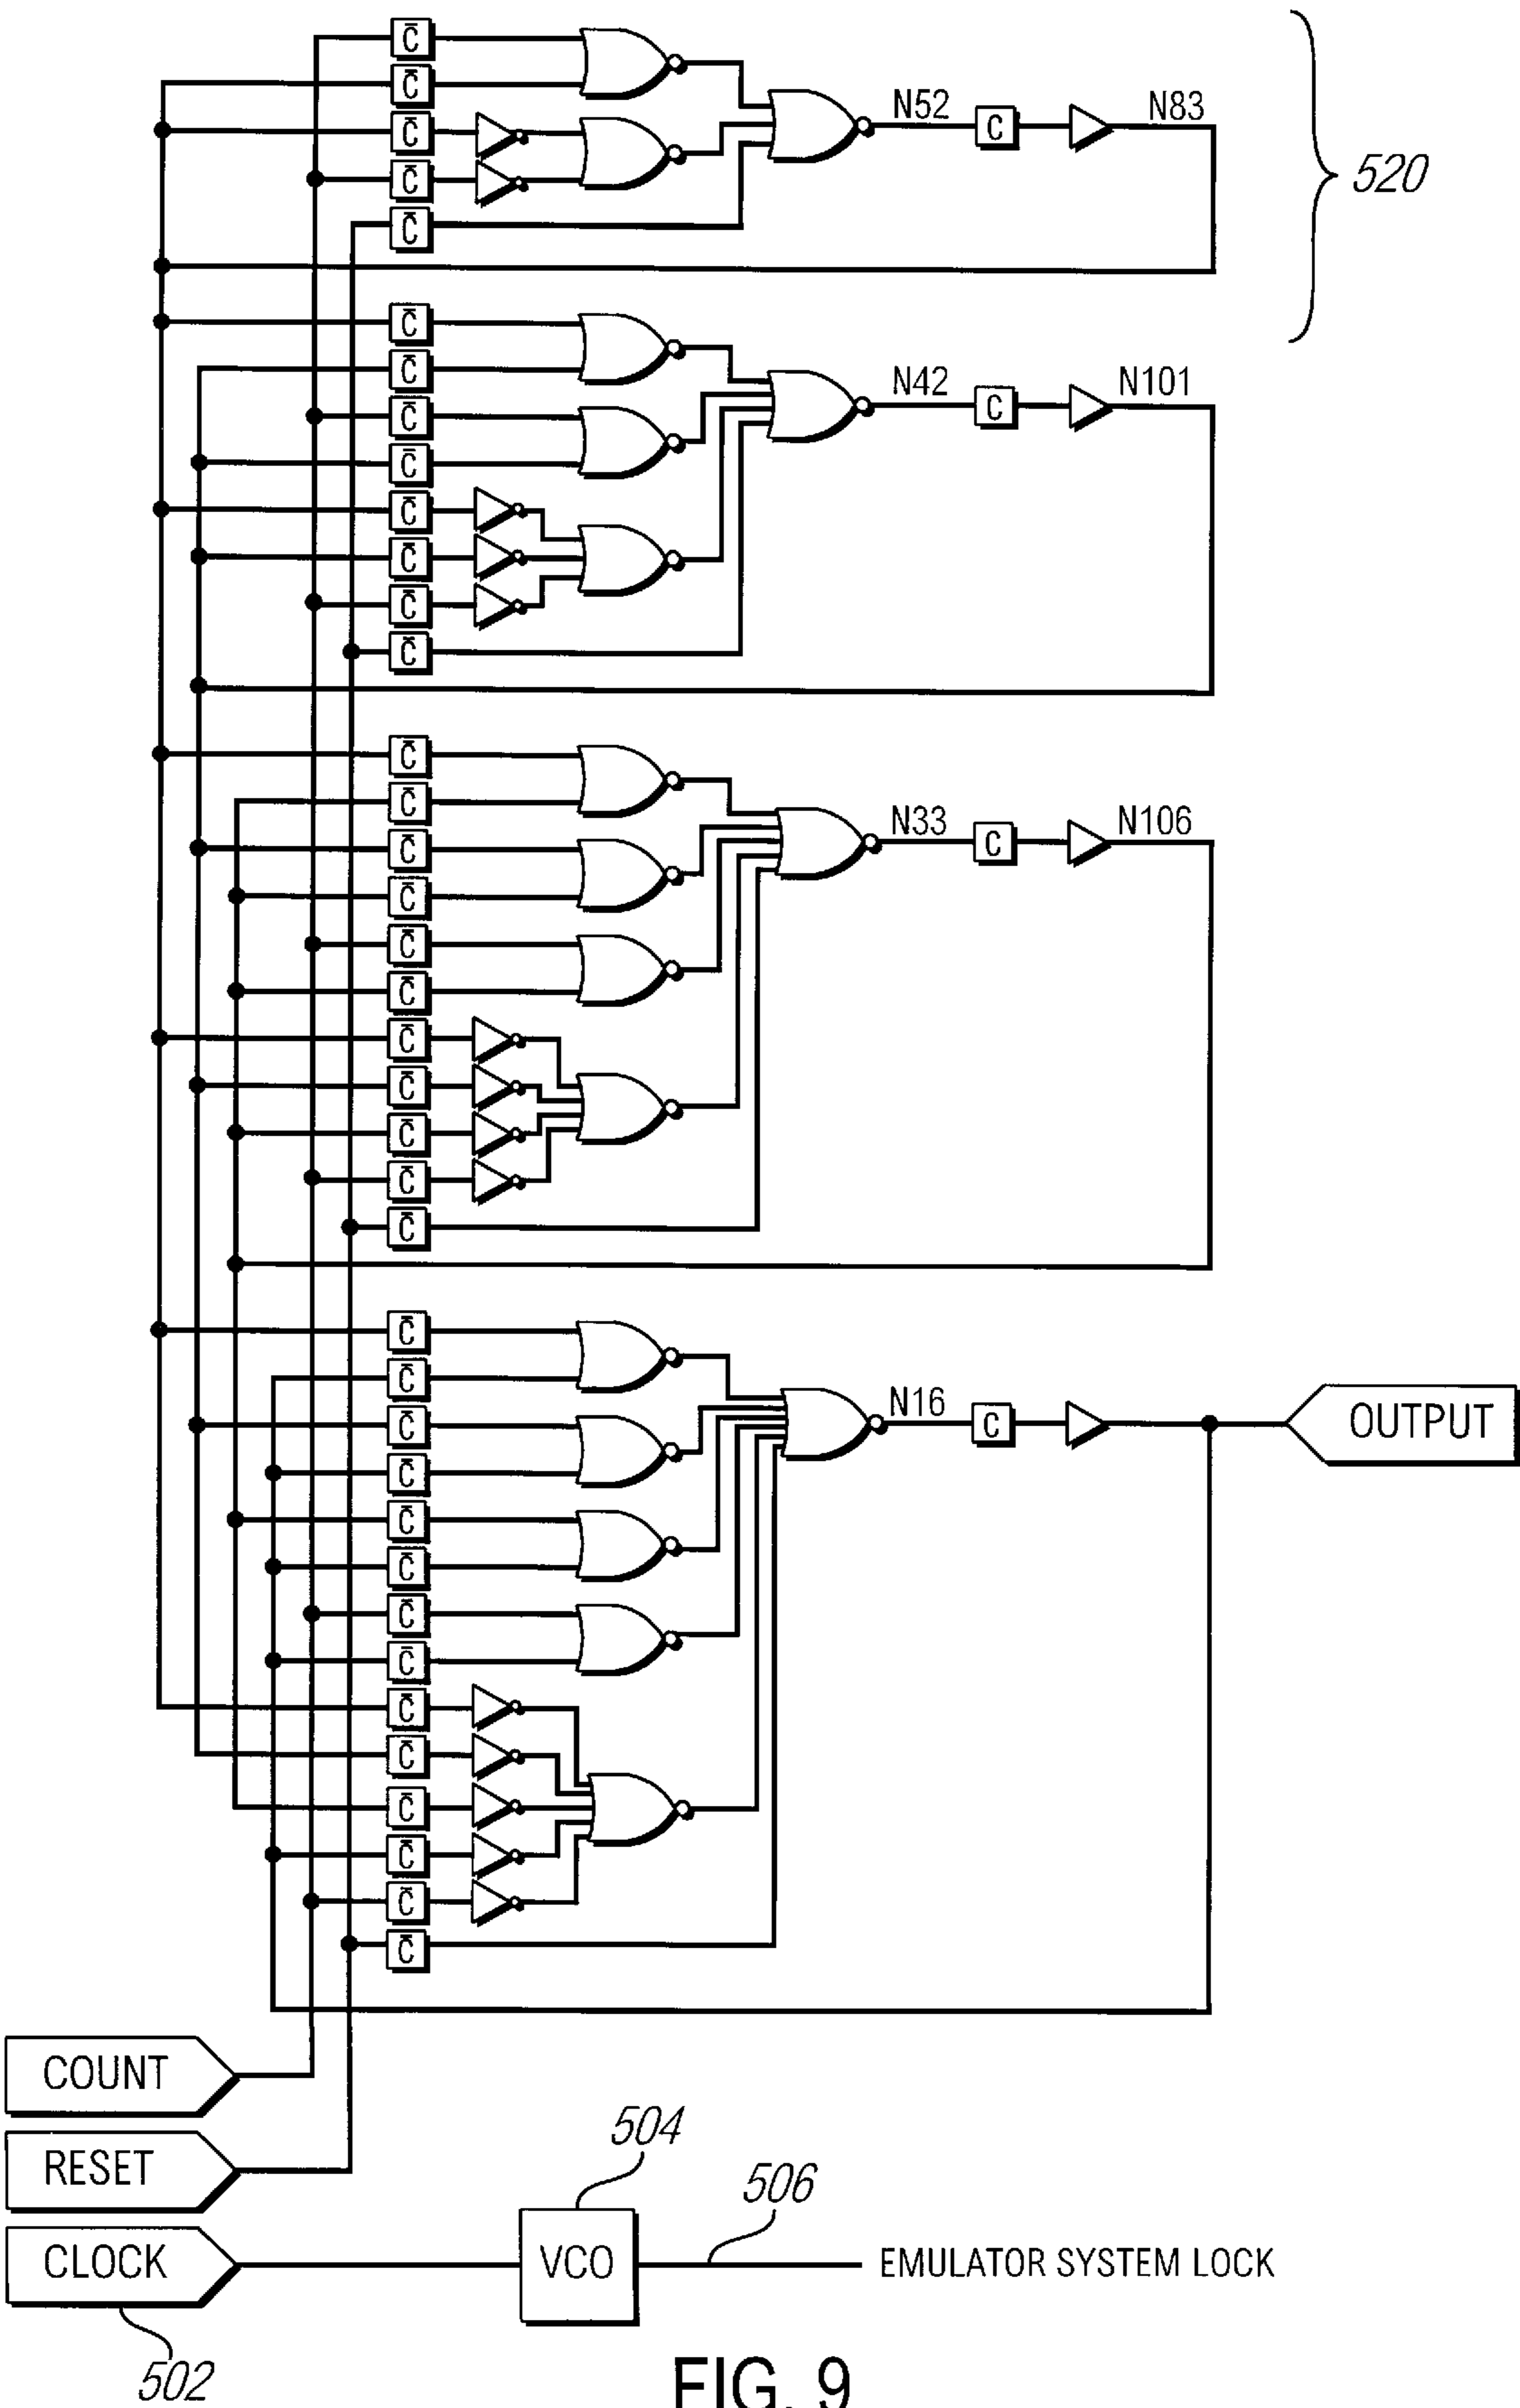 C̄
C̄
N52 C N83
C̄
C̄
520
C̄
C̄
C̄
N42 C N101
C̄
C̄
C̄
C̄
C̄
C̄
C̄
C̄
N33 C N106
C̄
C̄
C̄
C̄
C̄
C̄
C̄
C̄
C̄
C̄
C̄
N16 C OUTPUT
C̄
C̄
C̄
C̄
C̄
C̄
C̄
C̄
C̄
C̄
C̄
C̄
COUNT
RESET
504
506
CLOCK
VCO
EMULATOR SYSTEM LOCK
502
FIG. 9